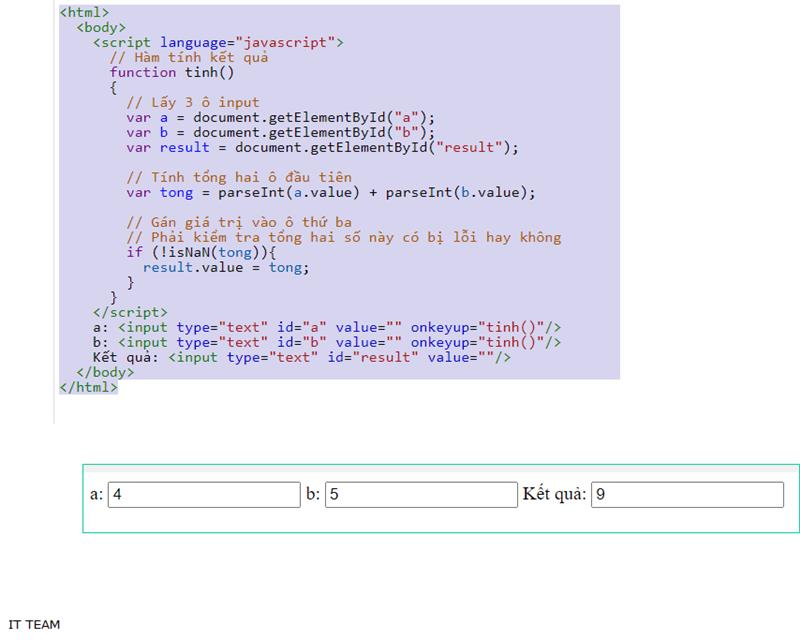 <html>
<body>
<script language="javascript">
// Hàm tính kết quả
function tinh()
{
// Lấy 3 ô input
var a = document.getElementById("a");
var b = document.getElementById("b");
var result = document.getElementById("result");
// Tính tổng hai ô đầu tiên
var tong = parseInt(a.value) + parseInt(b.value);
// Gán giá trị vào ô thứ ba
// Phải kiểm tra tổng hai số này có bị lỗi hay không
if (!isNaN(tong)){
result.value = tong;
}
}
</script>
a: <input type="text" id="a" value="" onkeyup="tinh()"/>
b: <input type="text" id="b" value="" onkeyup="tinh()"/>
Kết quả: <input type="text" id="result" value=""/>
</body>
</html>
a: 4 b: 5 Kết quả: 9
IT TEAM